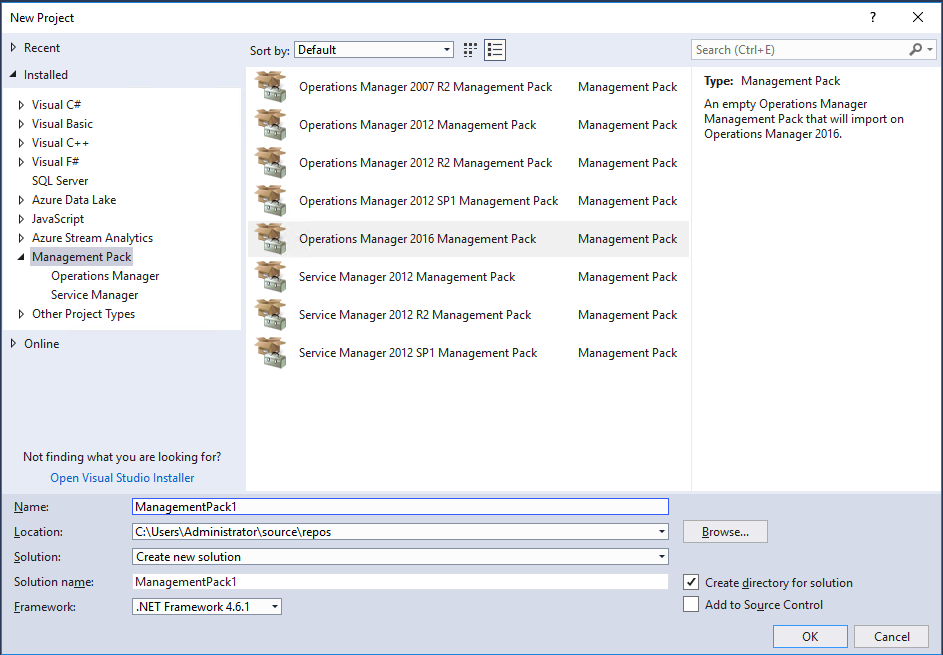 New Project
?
Recent
Installed
Visual C#
Visual Basic
Visual C++
Visual F#
SQL Server
Azure Data Lake
JavaScript
Azure Stream Analytics
Management Pack
Operations Manager
Service Manager
Other Project Types
Online
Not finding what you are looking for?
Open Visual Studio Installer
Sort by: Default
Operations Manager 2007 R2 Management Pack Management Pack
Operations Manager 2012 Management Pack Management Pack
Operations Manager 2012 R2 Management Pack Management Pack
Operations Manager 2012 SP1 Management Pack Management Pack
Operations Manager 2016 Management Pack Management Pack
Service Manager 2012 Management Pack Management Pack
Service Manager 2012 R2 Management Pack Management Pack
Service Manager 2012 SP1 Management Pack Management Pack
Search (Ctrl+E)
Type: Management Pack
An empty Operations Manager
Management Pack that will import on
Operations Manager 2016.
Name: ManagementPack1
Location: C:\Users\Administrator\source\repos
Browse...
Solution: Create new solution
Solution name: ManagementPack1
Create directory for solution
Framework: .NET Framework 4.6.1
Add to Source Control
OK
Cancel